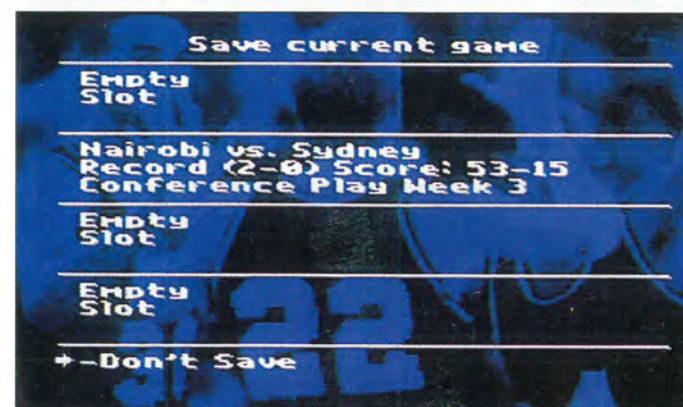 Save current game
Empty
Slot
Nairobi vs. Sydney
Record (2-0) Score: 53-15
Conference Play Week 3
Empty
Slot
Empty
Slot
→-Don't Save
22